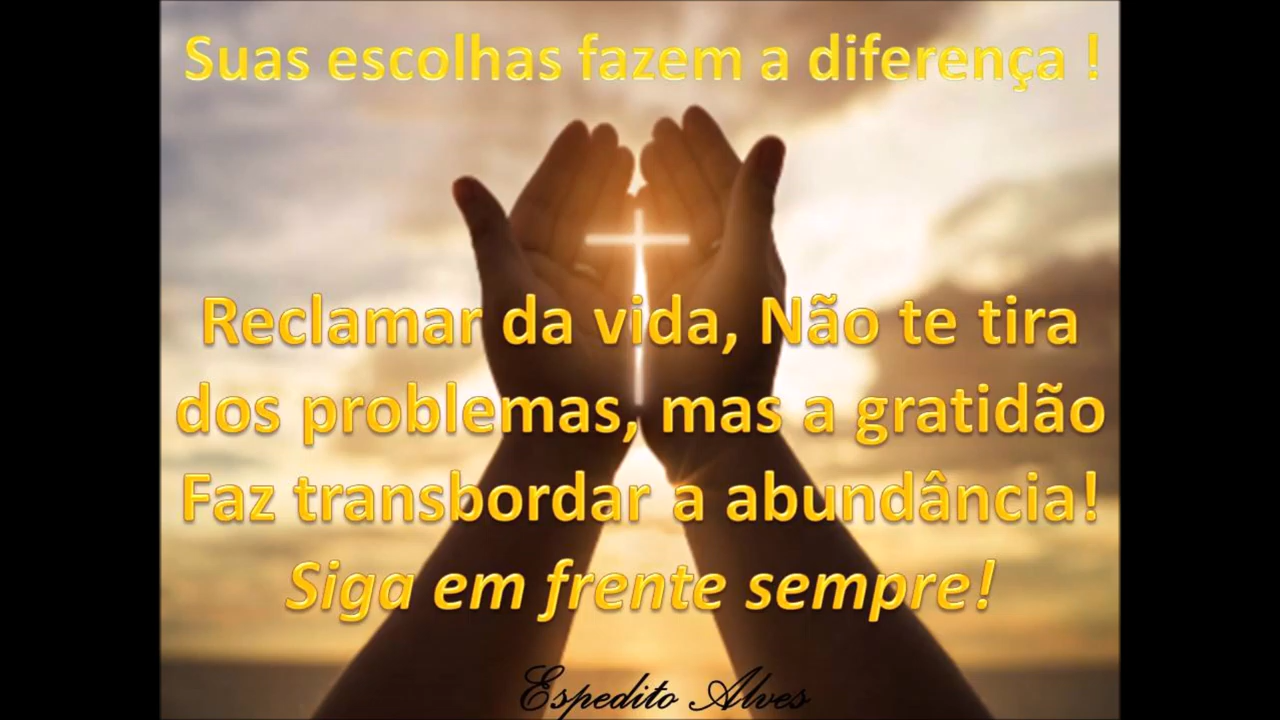 Suas escolhas fazem a diferença !
Reclamar da vida, Não te tira
dos problemas, mas a gratidão
Faz transbordar a abundância!
Siga em frente sempre!
Espedito Alves